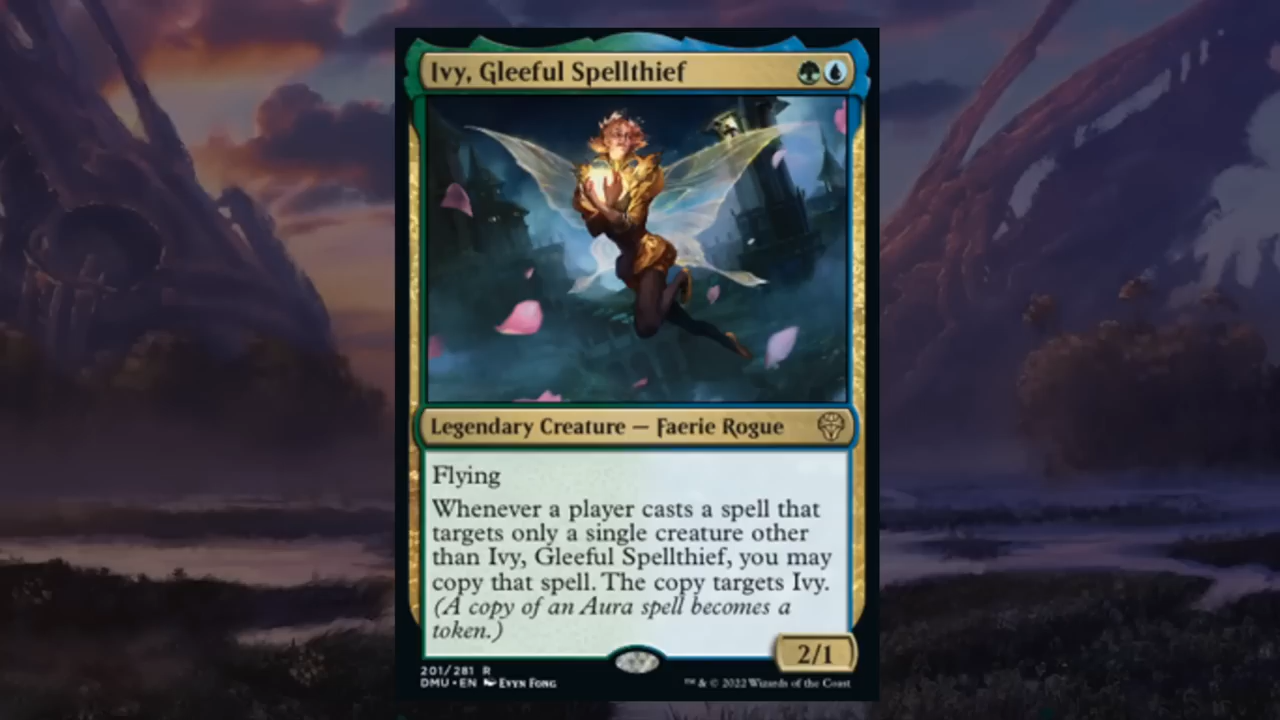 Ivy, Gleeful Spellthief
Legendary Creature — Faerie Rogue
Flying
Whenever a player casts a spell that
targets only a single creature other
than Ivy, Gleeful Spellthief, you may
copy that spell. The copy targets Ivy.
(A copy of an Aura spell becomes a
token.)
2/1
201/281 R
DMU • EN Evyn Fong
™ & © 2022 Wizards of the Coast